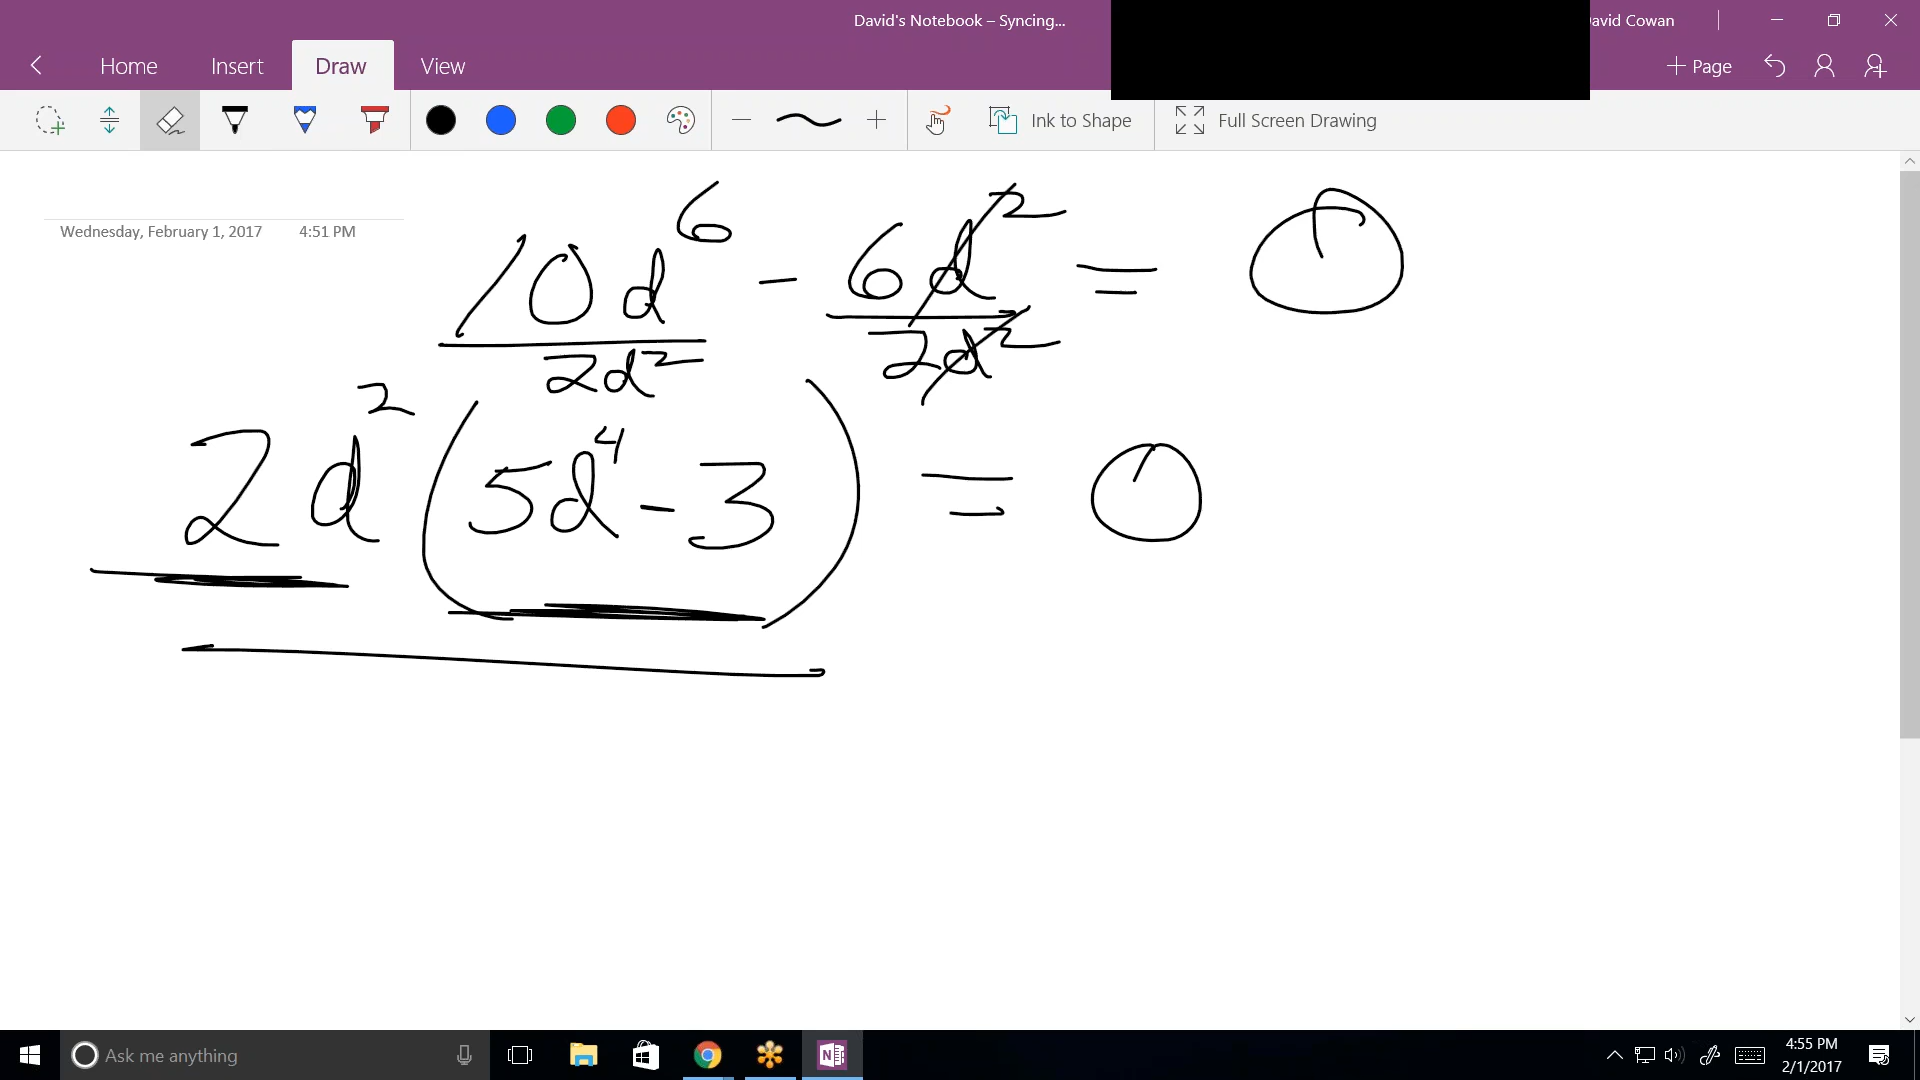 David's Notebook – Syncing...
avid Cowan
Home Insert Draw View
Page
Ink to Shape
Full Screen Drawing
Wednesday, February 1, 2017 4:51 PM
10d^6 - 6d^2 = 0
2d^2 2d^2
2d^2 (5d^4 - 3) = 0
Ask me anything
4:55 PM
2/1/2017